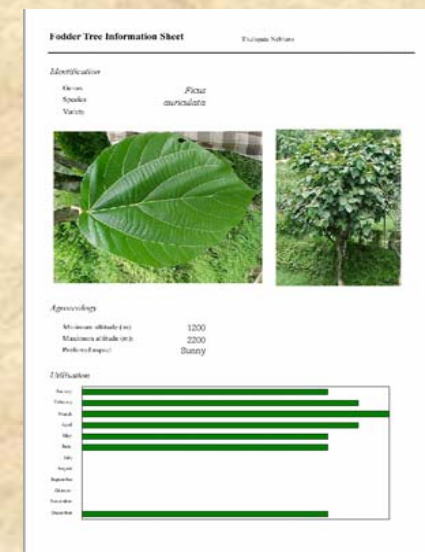 Fodder Tree Information Sheet
Identification
Genus Ficus
Species auriculata
Variety
Agroecology
Minimum altitude (m): 1200
Maximum altitude (m): 2200
Preferred aspect: Sunny
Utilisation
January
February
March
April
May
June
July
August
September
October
November
December